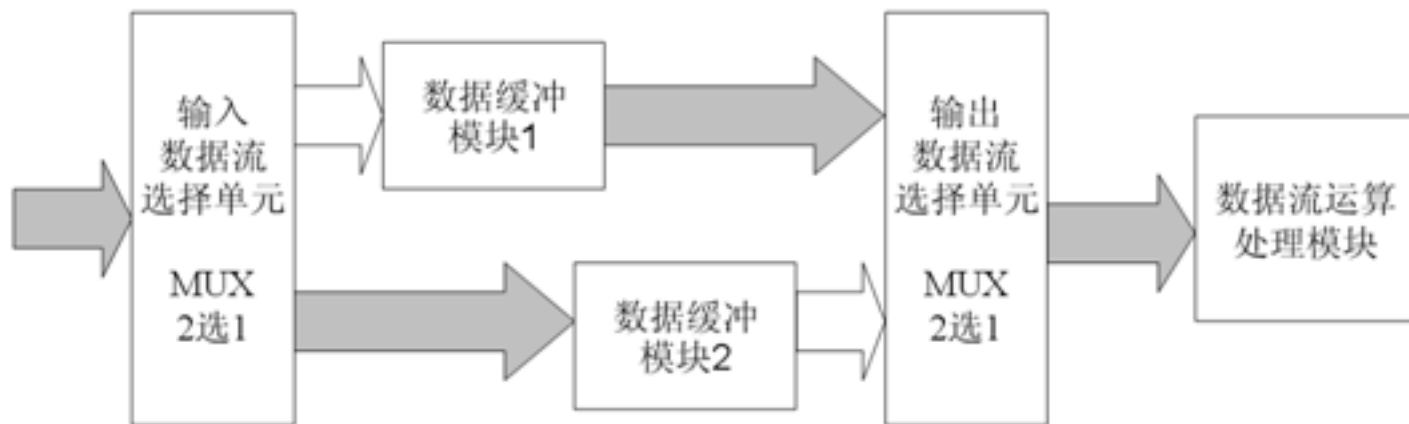 输入
数据流
选择单元
MUX
2选1
数据缓冲
模块1
数据缓冲
模块2
输出
数据流
选择单元
MUX
2选1
数据流运算
处理模块